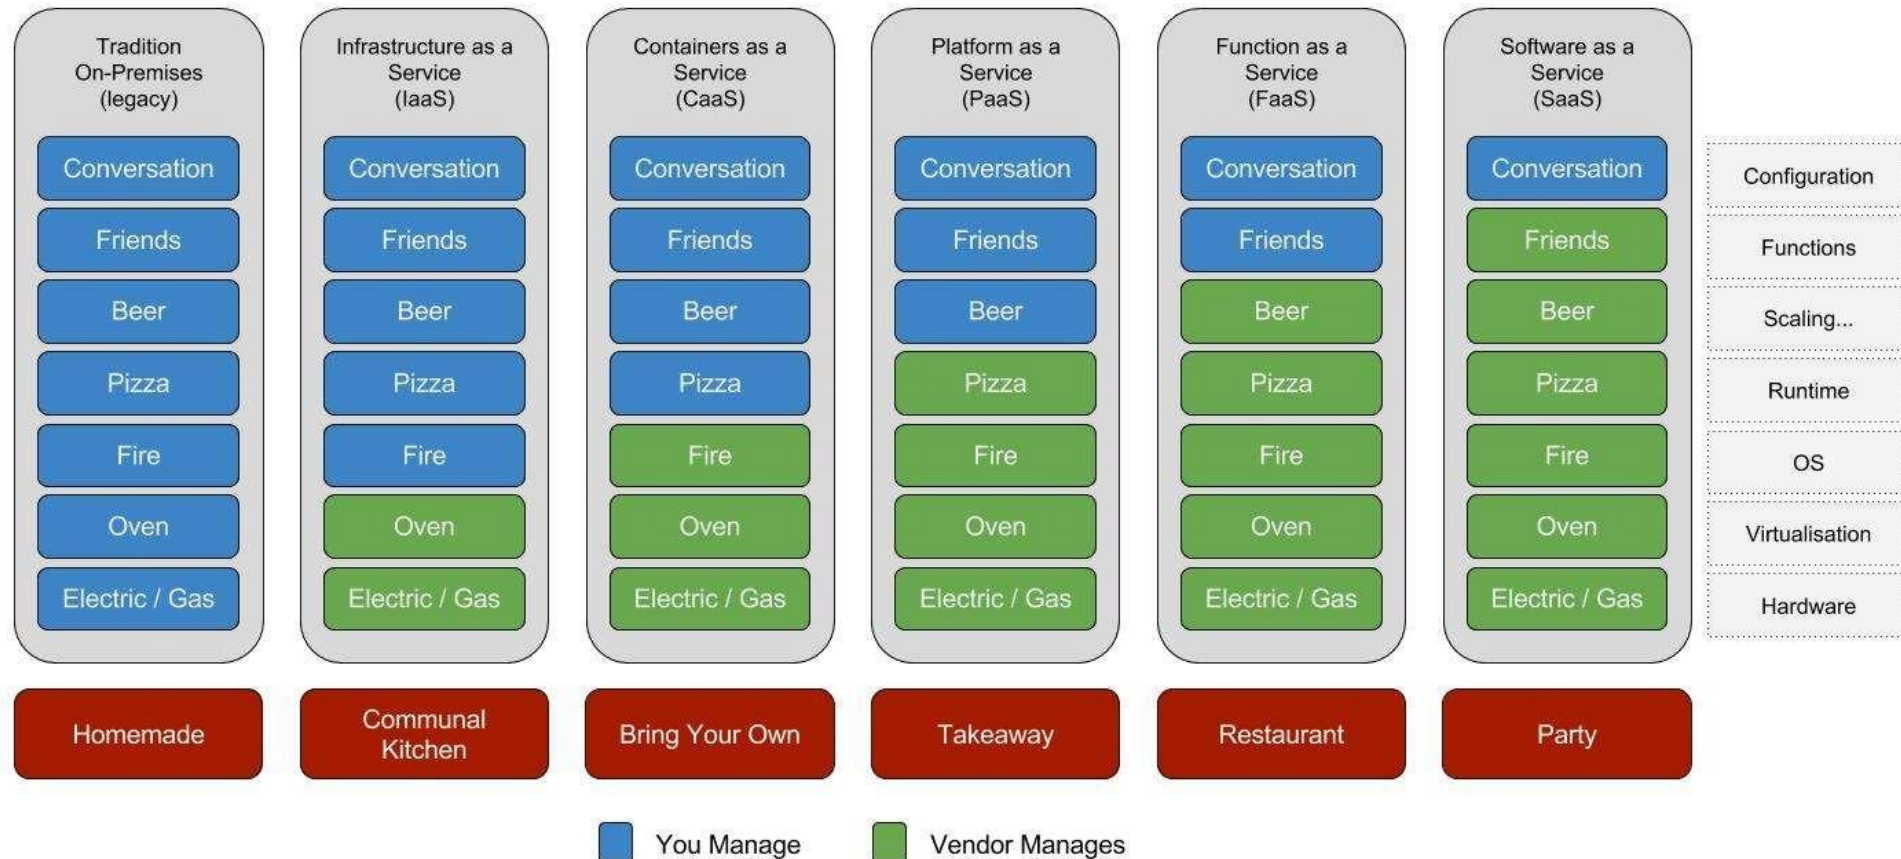 Tradition
On-Premises
(legacy)
Conversation
Friends
Beer
Pizza
Fire
Oven
Electric / Gas
Homemade
Infrastructure as a
Service
(IaaS)
Conversation
Friends
Beer
Pizza
Fire
Oven
Electric / Gas
Communal
Kitchen
Containers as a
Service
(CaaS)
Conversation
Friends
Beer
Pizza
Fire
Oven
Electric / Gas
Bring Your Own
Platform as a
Service
(PaaS)
Conversation
Friends
Beer
Pizza
Fire
Oven
Electric / Gas
Takeaway
Function as a
Service
(FaaS)
Conversation
Friends
Beer
Pizza
Fire
Oven
Electric / Gas
Restaurant
Software as a
Service
(SaaS)
Conversation
Friends
Beer
Pizza
Fire
Oven
Electric / Gas
Party
Configuration
Functions
Scaling...
Runtime
OS
Virtualisation
Hardware
You Manage
Vendor Manages